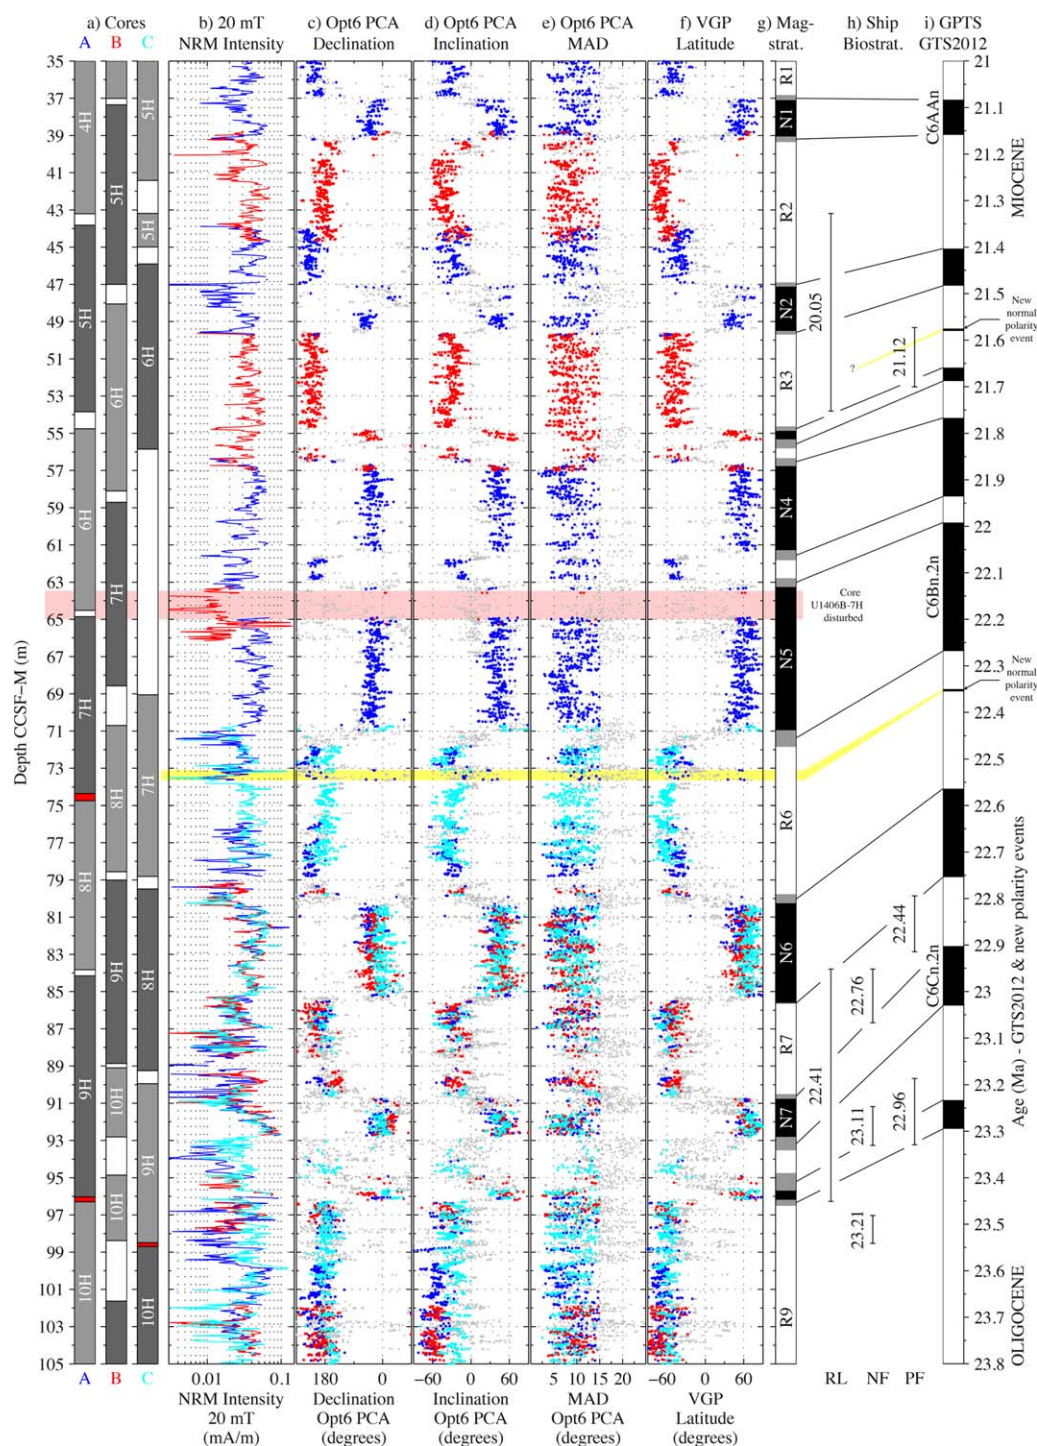 a) Cores
A B C
b) 20 mT
NRM Intensity
c) Opt6 PCA
Declination
d) Opt6 PCA
Inclination
e) Opt6 PCA
MAD
f) VGP
Latitude
g) Mag-
strat.
h) Ship
Biostrat.
i) GPTS
GTS2012
Depth CCSF-M (m)
35
37
39
41
43
45
47
49
51
53
55
57
59
61
63
65
67
69
71
73
75
77
79
81
83
85
87
89
91
93
95
97
99
101
103
105
4H
5H
6H
7H
8H
9H
10H
5H
6H
7H
8H
9H
10H
10H
5H
5H
6H
7H
8H
9H
10H
R1
N1
R2
N2
R3
N4
N5
R6
N6
R7
N7
R9
20.05
21.12
?
Core
U1406B-7H
disturbed
22.44
22.76
22.41
22.96
23.11
23.21
C6AAn
C6Bn.2n
C6Cn.2n
New
normal
polarity
event
New
normal
polarity
event
21
21.1
21.2
21.3
21.4
21.5
21.6
21.7
21.8
21.9
22
22.1
22.2
22.3
22.4
22.5
22.6
22.7
22.8
22.9
23
23.1
23.2
23.3
23.4
23.5
23.6
23.7
23.8
MIOCENE
Age (Ma) - GTS2012 & new polarity events
OLIGOCENE
A B C
0.01 0.1
NRM Intensity
20 mT
(mA/m)
180 0
Declination
Opt6 PCA
(degrees)
−60 0 60
Inclination
Opt6 PCA
(degrees)
5 10 15 20
MAD
Opt6 PCA
(degrees)
−60 0 60
VGP
Latitude
(degrees)
RL NF PF